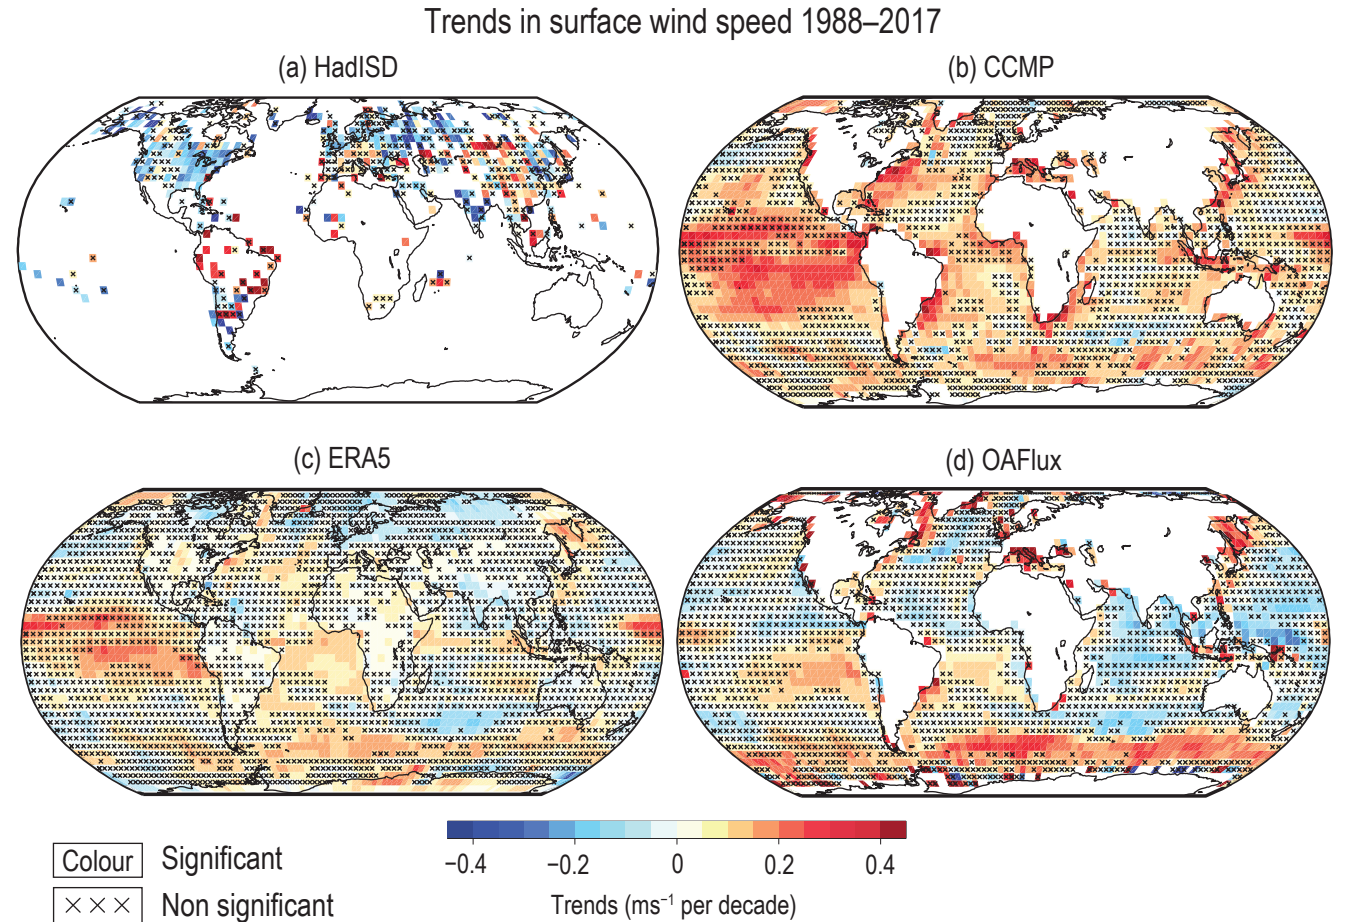 Trends in surface wind speed 1988–2017
(a) HadISD
(b) CCMP
(c) ERA5
(d) OAFlux
−0.4 −0.2 0 0.2 0.4
Trends (ms⁻¹ per decade)
Colour Significant
××× Non significant